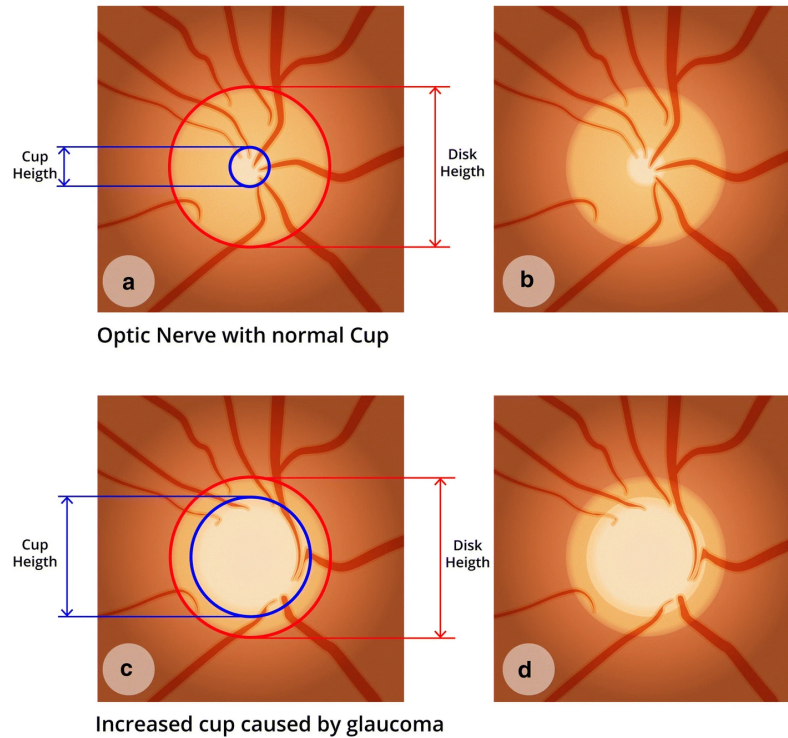 Cup
Heigth
Disk
Heigth
a
b
Optic Nerve with normal Cup
Cup
Heigth
Disk
Heigth
c
d
Increased cup caused by glaucoma